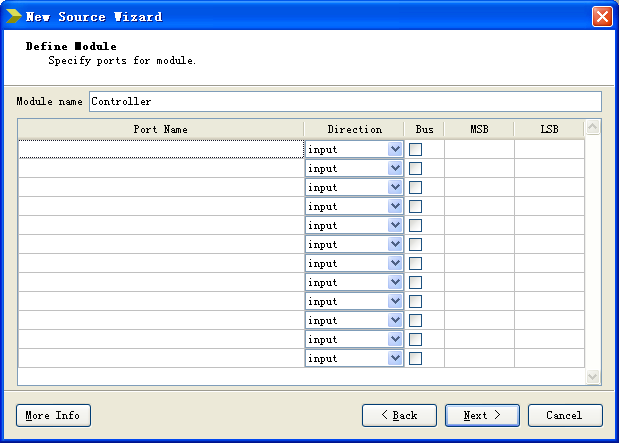 New Source Wizard
Define Module
Specify ports for module.
Module name Controller
Port Name Direction Bus MSB LSB
input
input
input
input
input
input
input
input
input
input
input
input
More Info < Back Next > Cancel